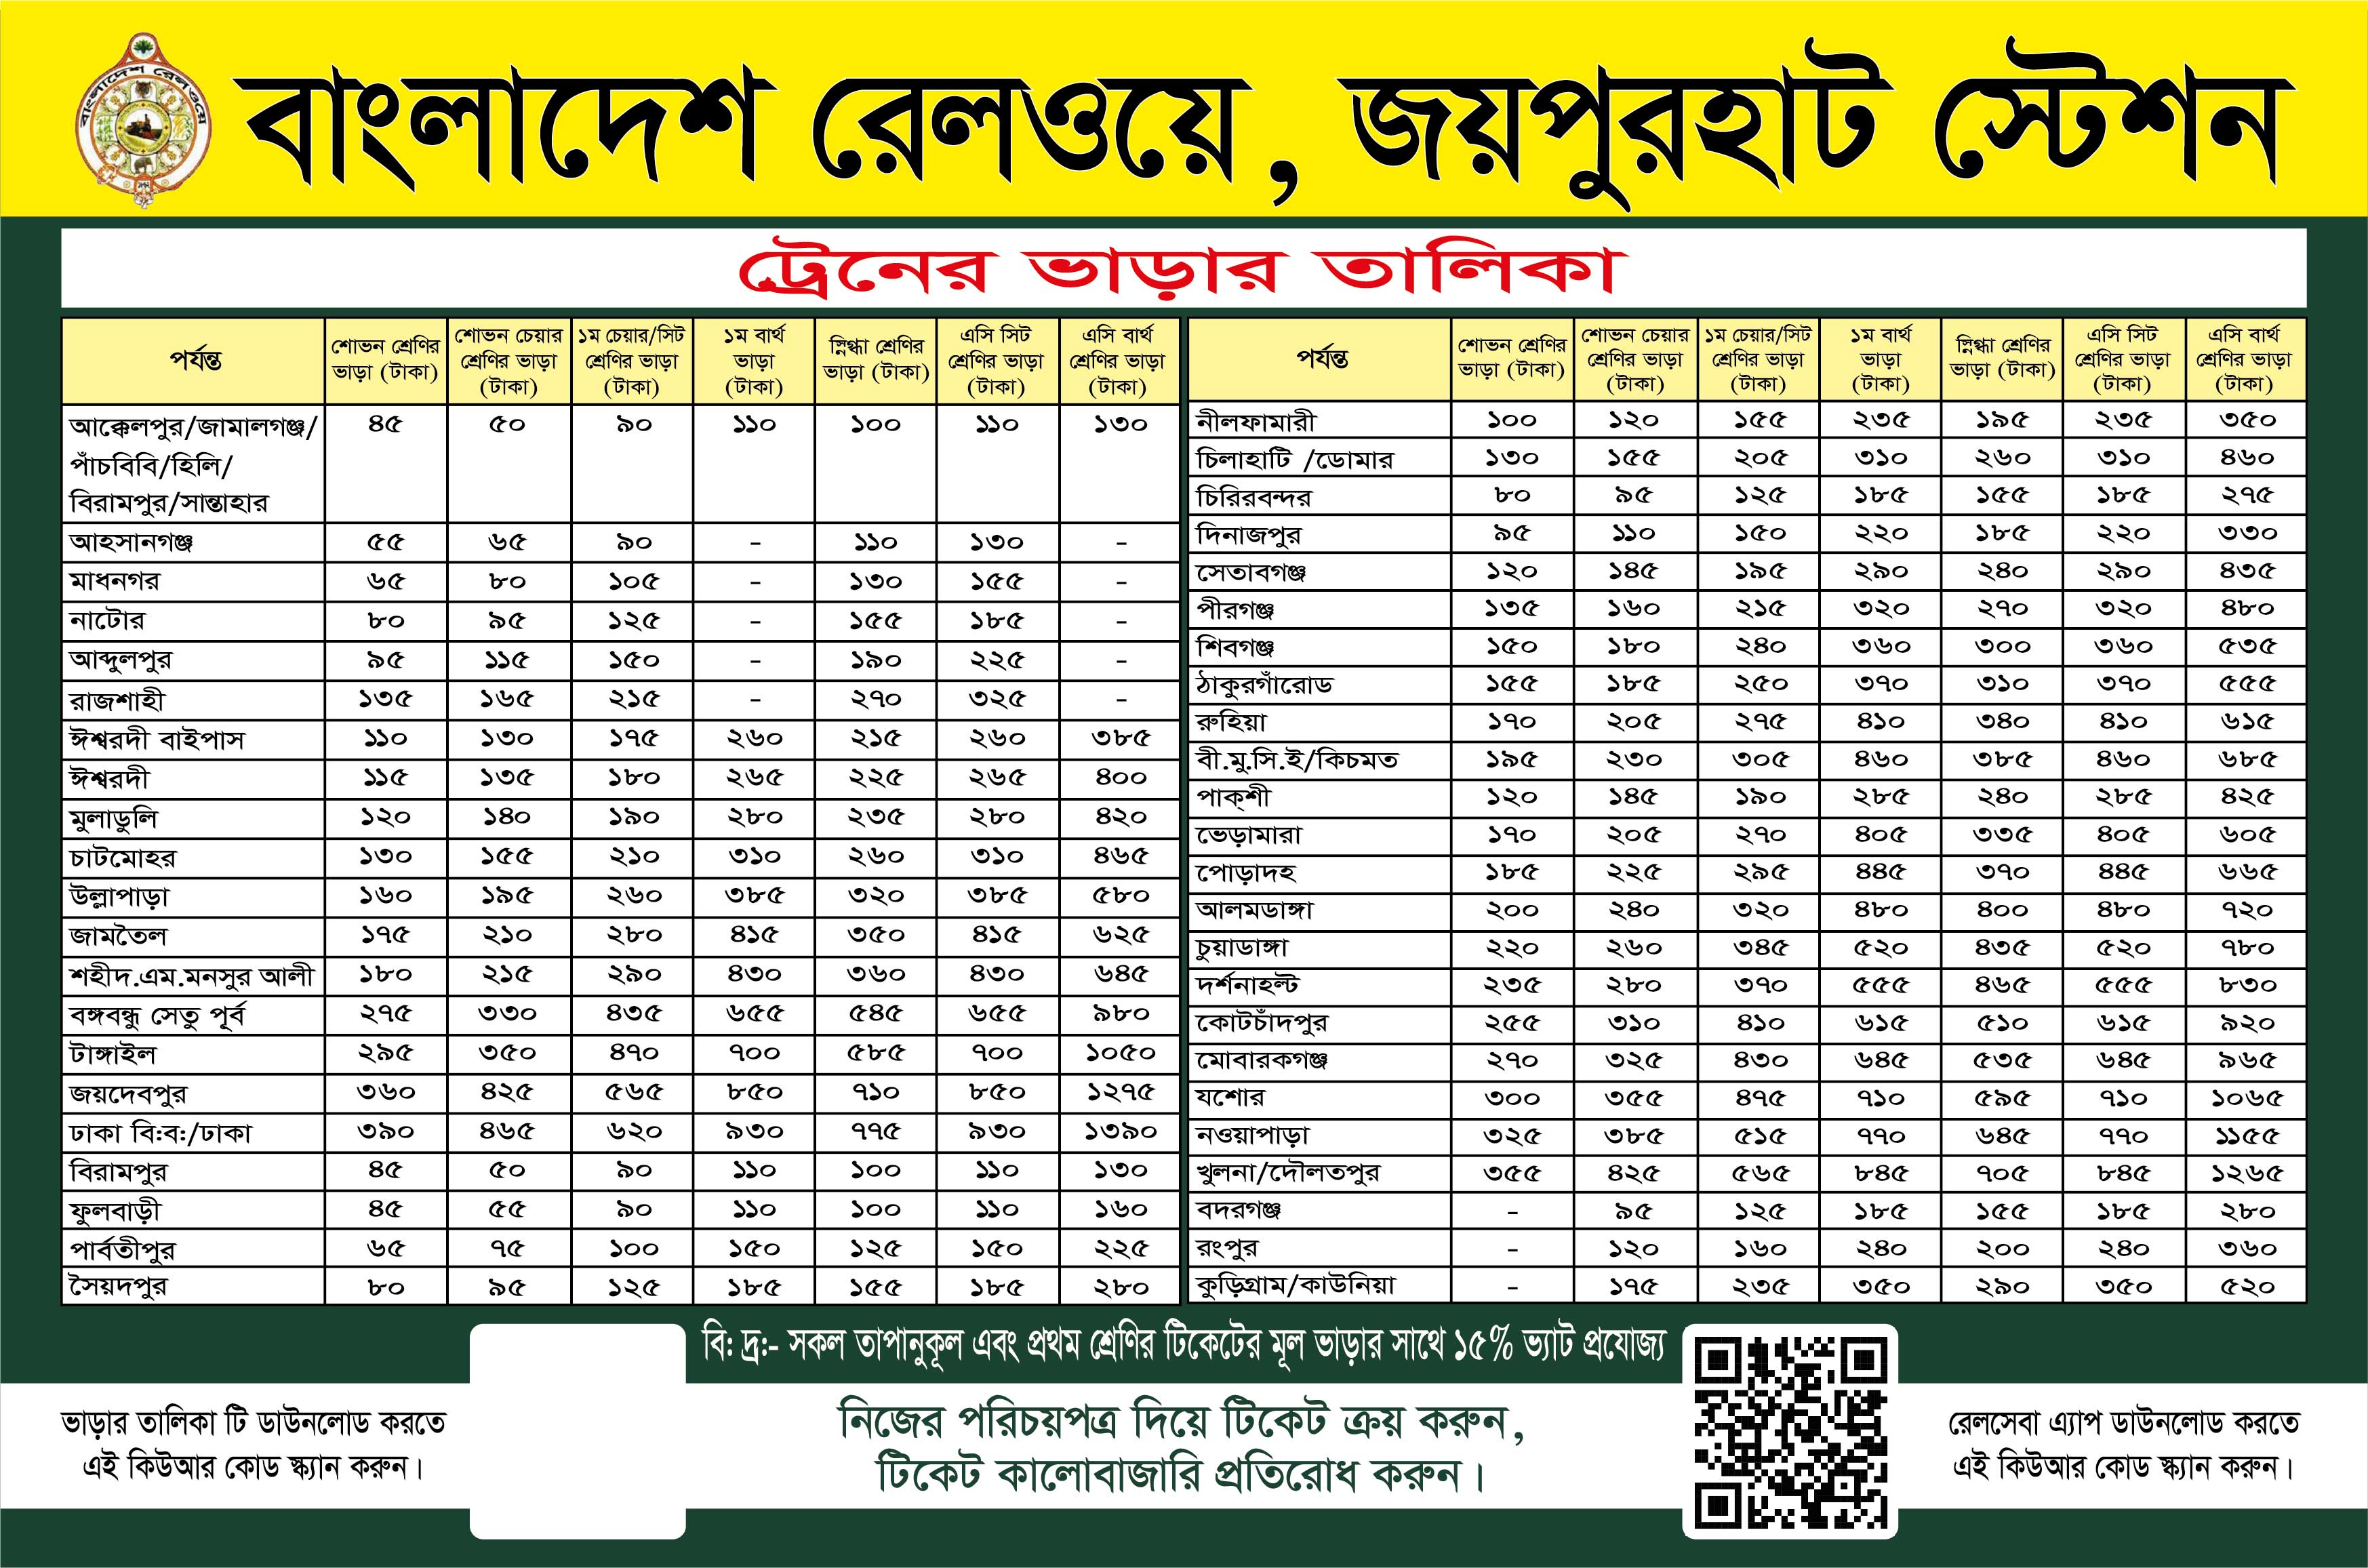 বাংলাদেশ রেলওয়ে, জয়পুরহাট স্টেশন
বাংলাদেশ রেলওয়ে
ট্রেনের ভাড়ার তালিকা
পর্যন্ত শোভন শ্রেণির ভাড়া (টাকা) শোভন চেয়ার শ্রেণির ভাড়া (টাকা) ১ম চেয়ার/সিট শ্রেণির ভাড়া (টাকা) ১ম বার্থ ভাড়া (টাকা) স্নিগ্ধা শ্রেণির ভাড়া (টাকা) এসি সিট শ্রেণির ভাড়া (টাকা) এসি বার্থ শ্রেণির ভাড়া (টাকা)
আক্কেলপুর/জামালগঞ্জ/ ৪৫ ৫০ ৯০ ১১০ ১০০ ১১০ ১৩০
পাঁচবিবি/হিলি/
বিরামপুর/সান্তাহার
আহসানগঞ্জ ৫৫ ৬৫ ৯০ - ১১০ ১৩০ -
মাধনগর ৬৫ ৮০ ১০৫ - ১৩০ ১৫৫ -
নাটোর ৮০ ৯৫ ১২৫ - ১৫৫ ১৮৫ -
আব্দুলপুর ৯৫ ১১৫ ১৫০ - ১৯০ ২২৫ -
রাজশাহী ১৩৫ ১৬৫ ২১৫ - ২৭০ ৩২৫ -
ঈশ্বরদী বাইপাস ১১০ ১৩০ ১৭৫ ২৬০ ২১৫ ২৬০ ৩৮৫
ঈশ্বরদী ১১৫ ১৩৫ ১৮০ ২৬৫ ২২৫ ২৬৫ ৪০০
মুলাডুলি ১২০ ১৪০ ১৯০ ২৮০ ২৩৫ ২৮০ ৪২০
চাটমোহর ১৩০ ১৫৫ ২১০ ৩১০ ২৬০ ৩১০ ৪৬৫
উল্লাপাড়া ১৬০ ১৯৫ ২৬০ ৩৮৫ ৩২০ ৩৮৫ ৫৮০
জামতৈল ১৭৫ ২১০ ২৮০ ৪১৫ ৩৫০ ৪১৫ ৬২৫
শহীদ.এম.মনসুর আলী ১৮০ ২১৫ ২৯০ ৪৩০ ৩৬০ ৪৩০ ৬৪৫
বঙ্গবন্ধু সেতু পূর্ব ২৭৫ ৩৩০ ৪৩৫ ৬৫৫ ৫৪৫ ৬৫৫ ৯৮০
টাঙ্গাইল ২৯৫ ৩৫০ ৪৭০ ৭০০ ৫৮৫ ৭০০ ১০৫০
জয়দেবপুর ৩৬০ ৪২৫ ৫৬৫ ৮৫০ ৭১০ ৮৫০ ১২৭৫
ঢাকা বি:ব:/ঢাকা ৩৯০ ৪৬৫ ৬২০ ৯৩০ ৭৭৫ ৯৩০ ১৩৯০
বিরামপুর ৪৫ ৫০ ৯০ ১১০ ১০০ ১১০ ১৩০
ফুলবাড়ী ৪৫ ৫৫ ৯০ ১১০ ১০০ ১১০ ১৬০
পার্বতীপুর ৬৫ ৭৫ ১০০ ১৫০ ১২৫ ১৫০ ২২৫
সৈয়দপুর ৮০ ৯৫ ১২৫ ১৮৫ ১৫৫ ১৮৫ ২৮০
পর্যন্ত শোভন শ্রেণির ভাড়া (টাকা) শোভন চেয়ার শ্রেণির ভাড়া (টাকা) ১ম চেয়ার/সিট শ্রেণির ভাড়া (টাকা) ১ম বার্থ ভাড়া (টাকা) স্নিগ্ধা শ্রেণির ভাড়া (টাকা) এসি সিট শ্রেণির ভাড়া (টাকা) এসি বার্থ শ্রেণির ভাড়া (টাকা)
নীলফামারী ১০০ ১২০ ১৫৫ ২৩৫ ১৯৫ ২৩৫ ৩৫০
চিলাহাটি /ডোমার ১৩০ ১৫৫ ২০৫ ৩১০ ২৬০ ৩১০ ৪৬০
চিরিরবন্দর ৮০ ৯৫ ১২৫ ১৮৫ ১৫৫ ১৮৫ ২৭৫
দিনাজপুর ৯৫ ১১০ ১৫০ ২২০ ১৮৫ ২২০ ৩৩০
সেতাবগঞ্জ ১২০ ১৪৫ ১৯৫ ২৯০ ২৪০ ২৯০ ৪৩৫
পীরগঞ্জ ১৩৫ ১৬০ ২১৫ ৩২০ ২৭০ ৩২০ ৪৮০
শিবগঞ্জ ১৫০ ১৮০ ২৪০ ৩৬০ ৩০০ ৩৬০ ৫৩৫
ঠাকুরগাঁরোড ১৫৫ ১৮৫ ২৫০ ৩৭০ ৩১০ ৩৭০ ৫৫৫
রুহিয়া ১৭০ ২০৫ ২৭৫ ৪১০ ৩৪০ ৪১০ ৬১৫
বী.মু.সি.ই/কিচমত ১৯৫ ২৩০ ৩০৫ ৪৬০ ৩৮৫ ৪৬০ ৬৮৫
পাক্‌শী ১২০ ১৪৫ ১৯০ ২৮৫ ২৪০ ২৮৫ ৪২৫
ভেড়ামারা ১৭০ ২০৫ ২৭০ ৪০৫ ৩৩৫ ৪০৫ ৬০৫
পোড়াদহ ১৮৫ ২২৫ ২৯৫ ৪৪৫ ৩৭০ ৪৪৫ ৬৬৫
আলমডাঙ্গা ২০০ ২৪০ ৩২০ ৪৮০ ৪০০ ৪৮০ ৭২০
চুয়াডাঙ্গা ২২০ ২৬০ ৩৪৫ ৫২০ ৪৩৫ ৫২০ ৭৮০
দর্শনাহল্ট ২৩৫ ২৮০ ৩৭০ ৫৫৫ ৪৬৫ ৫৫৫ ৮৩০
কোটচাঁদপুর ২৫৫ ৩১০ ৪১০ ৬১৫ ৫১০ ৬১৫ ৯২০
মোবারকগঞ্জ ২৭০ ৩২৫ ৪৩০ ৬৪৫ ৫৩৫ ৬৪৫ ৯৬৫
যশোর ৩০০ ৩৫৫ ৪৭৫ ৭১০ ৫৯৫ ৭১০ ১০৬৫
নওয়াপাড়া ৩২৫ ৩৮৫ ৫১৫ ৭৭০ ৬৪৫ ৭৭০ ১১৫৫
খুলনা/দৌলতপুর ৩৫৫ ৪২৫ ৫৬৫ ৮৪৫ ৭০৫ ৮৪৫ ১২৬৫
বদরগঞ্জ - ৯৫ ১২৫ ১৮৫ ১৫৫ ১৮৫ ২৮০
রংপুর - ১২০ ১৬০ ২৪০ ২০০ ২৪০ ৩৬০
কুড়িগ্রাম/কাউনিয়া - ১৭৫ ২৩৫ ৩৫০ ২৯০ ৩৫০ ৫২০
বি: দ্র:- সকল তাপানুকূল এবং প্রথম শ্রেণির টিকেটের মূল ভাড়ার সাথে ১৫% ভ্যাট প্রযোজ্য
ভাড়ার তালিকা টি ডাউনলোড করতে
এই কিউআর কোড স্ক্যান করুন।
নিজের পরিচয়পত্র দিয়ে টিকেট ক্রয় করুন,
টিকেট কালোবাজারি প্রতিরোধ করুন।
রেলসেবা এ্যাপ ডাউনলোড করতে
এই কিউআর কোড স্ক্যান করুন।